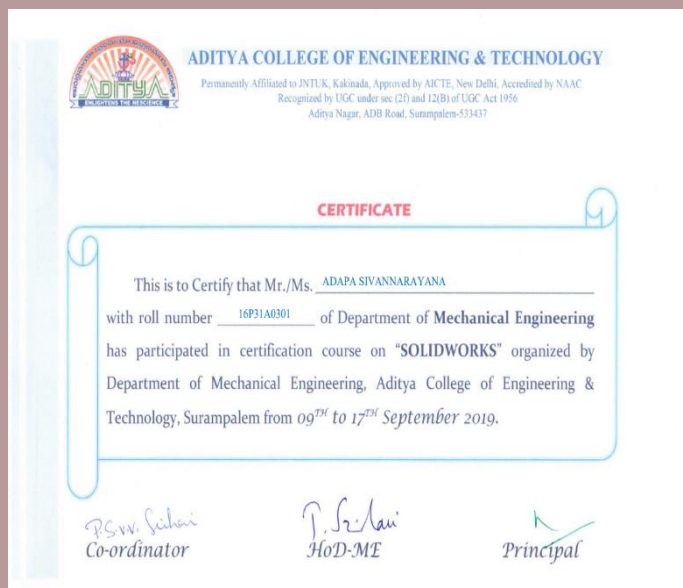 ADITYA
ENLIGHTENS THE NESCIENCE
ADITYA COLLEGE OF ENGINEERING & TECHNOLOGY
Permanently Affiliated to JNTUK, Kakinada, Approved by AICTE, New Delhi, Accredited by NAAC
Recognized by UGC under sec (2f) and 12(B) of UGC Act 1956
Aditya Nagar, ADB Road, Surampalem-533437
CERTIFICATE
This is to Certify that Mr./Ms. ADAPA SIVANNARAYANA
with roll number 16P31A0301 of Department of Mechanical Engineering
has participated in certification course on “SOLIDWORKS” organized by
Department of Mechanical Engineering, Aditya College of Engineering &
Technology, Surampalem from 09TH to 17TH September 2019.
Co-ordinator HoD-ME Principal